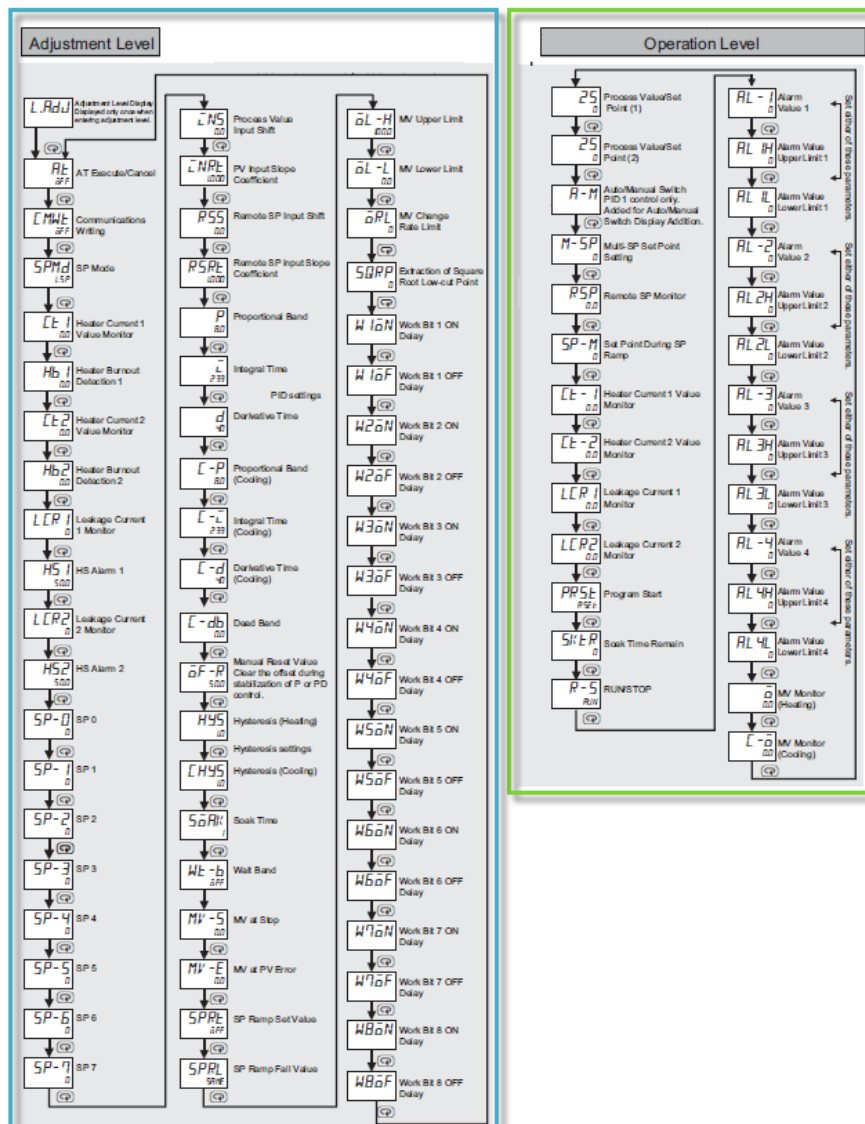 Adjustment Level
L.AdJ
Adjustment Level Display
Displayed only once when
entering adjustment level.
At
OFF
AT Execute/Cancel
CMWt
OFF
Communications
Writing
SPMd
LSP
SP Mode
Ct1
0.0
Heater Current 1
Value Monitor
Hb1
0.0
Heater Burnout
Detection 1
Ct2
0.0
Heater Current 2
Value Monitor
Hb2
0.0
Heater Burnout
Detection 2
LCR1
0
Leakage Current
1 Monitor
HS1
50.0
HS Alarm 1
LCR2
0
Leakage Current
2 Monitor
HS2
50.0
HS Alarm 2
SP-0
0
SP 0
SP-1
0
SP 1
SP-2
0
SP 2
SP-3
0
SP 3
SP-4
0
SP 4
SP-5
0
SP 5
SP-6
0
SP 6
SP-7
0
SP 7
iNS
0.0
Process Value
Input Shift
iNRt
PV Input Slope
Coefficient
RSS
0.0
Remote SP Input Shift
RSRt
Remote SP input Slope
Coefficient
P
8.0
Proportional Band
i
233
Integral Time
PID settings
d
40
Derivative Time
C-P
8.0
Proportional Band
(Cooling)
C-i
233
Integral Time
(Cooling)
C-d
40
Derivative Time
(Cooling)
C-db
0.0
Dead Band
oF-R
50.0
Manual Reset Value
Clear the offset during
stabilization of P or PD
control.
HYS
1.0
Hysteresis (Heating)
Hysteresis settings
CHYS
1.0
Hysteresis (Cooling)
SoAK
1
Soak Time
Wt-b
OFF
Wait Band
MV-S
0.0
MV at Stop
MV-E
0.0
MV at PV Error
SPRt
OFF
SP Ramp Set Value
SPRL
SAME
SP Ramp Fall Value
oL-H
100.0
MV Upper Limit
oL-L
0.0
MV Lower Limit
oRL
0.0
MV Change
Rate Limit
SQRP
0.0
Extraction of Square
Root Low-cut Point
W1oN
Work Bit 1 ON
Delay
W1oF
Work Bit 1 OFF
Delay
W2oN
Work Bit 2 ON
Delay
W2oF
Work Bit 2 OFF
Delay
W3oN
Work Bit 3 ON
Delay
W3oF
Work Bit 3 OFF
Delay
W4oN
Work Bit 4 ON
Delay
W4oF
Work Bit 4 OFF
Delay
W5oN
Work Bit 5 ON
Delay
W5oF
Work Bit 5 OFF
Delay
W6oN
Work Bit 6 ON
Delay
W6oF
Work Bit 6 OFF
Delay
W7oN
Work Bit 7 ON
Delay
W7oF
Work Bit 7 OFF
Delay
W8oN
Work Bit 8 ON
Delay
W8oF
Work Bit 8 OFF
Delay
Operation Level
25
0
Process Value/Set
Point (1)
25
0
Process Value/Set
Point (2)
A-M
0
Auto/Manual Switch
PID 1 control only.
Added for Auto/Manual
Switch Display Addition.
M-SP
0
Multi-SP Set Point
Setting
RSP
0
Remote SP Monitor
SP-M
0
Set Point During SP
Ramp
Ct-1
0.0
Heater Current 1 Value
Monitor
Ct-2
0.0
Heater Current 2 Value
Monitor
LCR1
0.0
Leakage Current 1
Monitor
LCR2
0.0
Leakage Current 2
Monitor
PRSt
RSEt
Program Start
SKtR
0
Soak Time Remain
R-S
RUN
RUN/STOP
AL-1
0
Alarm
Value 1
AL1H
0
Alarm Value
Upper Limit 1
AL1L
0
Alarm Value
Lower Limit 1
Set either of these parameters.
AL-2
0
Alarm
Value 2
AL2H
0
Alarm Value
Upper Limit 2
AL2L
0
Alarm Value
Lower Limit 2
Set either of these parameters.
AL-3
0
Alarm
Value 3
AL3H
0
Alarm Value
Upper Limit 3
AL3L
0
Alarm Value
Lower Limit 3
Set either of these parameters.
AL-4
0
Alarm
Value 4
AL4H
0
Alarm Value
Upper Limit 4
AL4L
0
Alarm Value
Lower Limit 4
Set either of these parameters.
o
0.0
MV Monitor
(Heating)
C-o
0.0
MV Monitor
(Cooling)